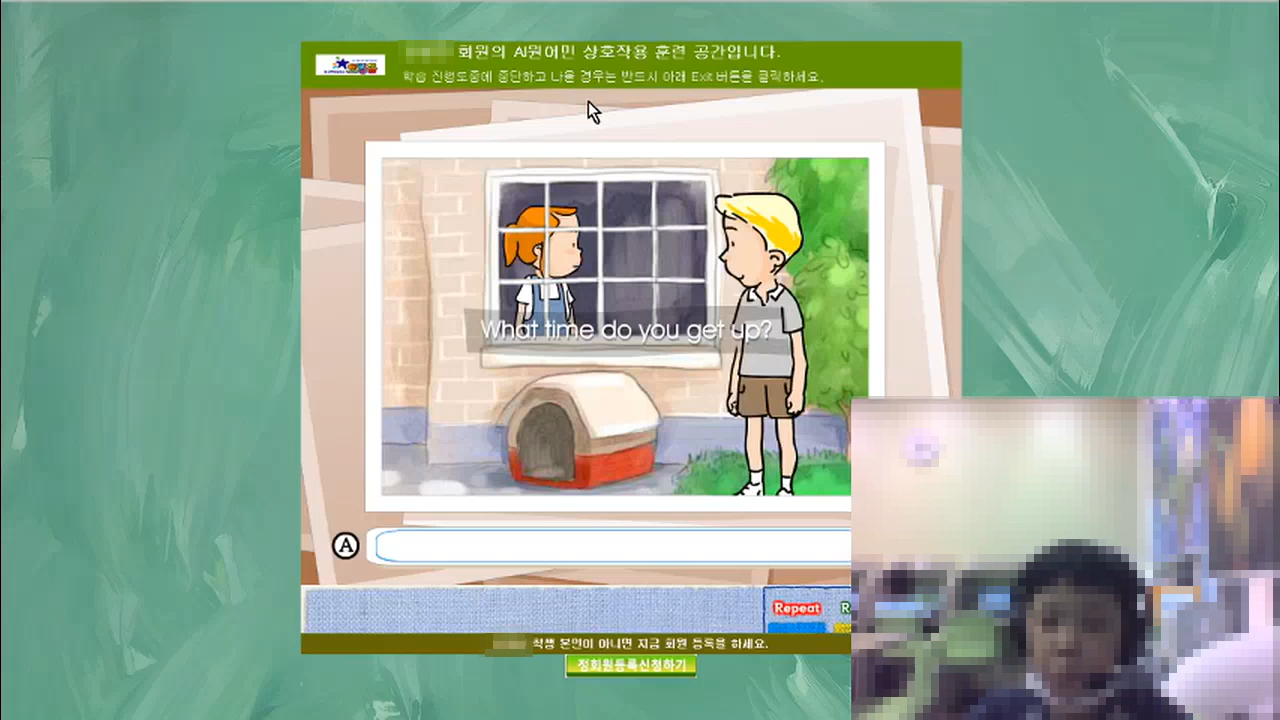 회원의 AI원어민 상호작용 훈련 공간입니다.
학습 진행도중에 중단하고 나올 경우는 반드시 아래 Exit 버튼을 클릭하세요.
What time do you get up?
A
Repeat
학생 본인이 아니면 지금 회원 등록을 하세요.
정회원등록신청하기